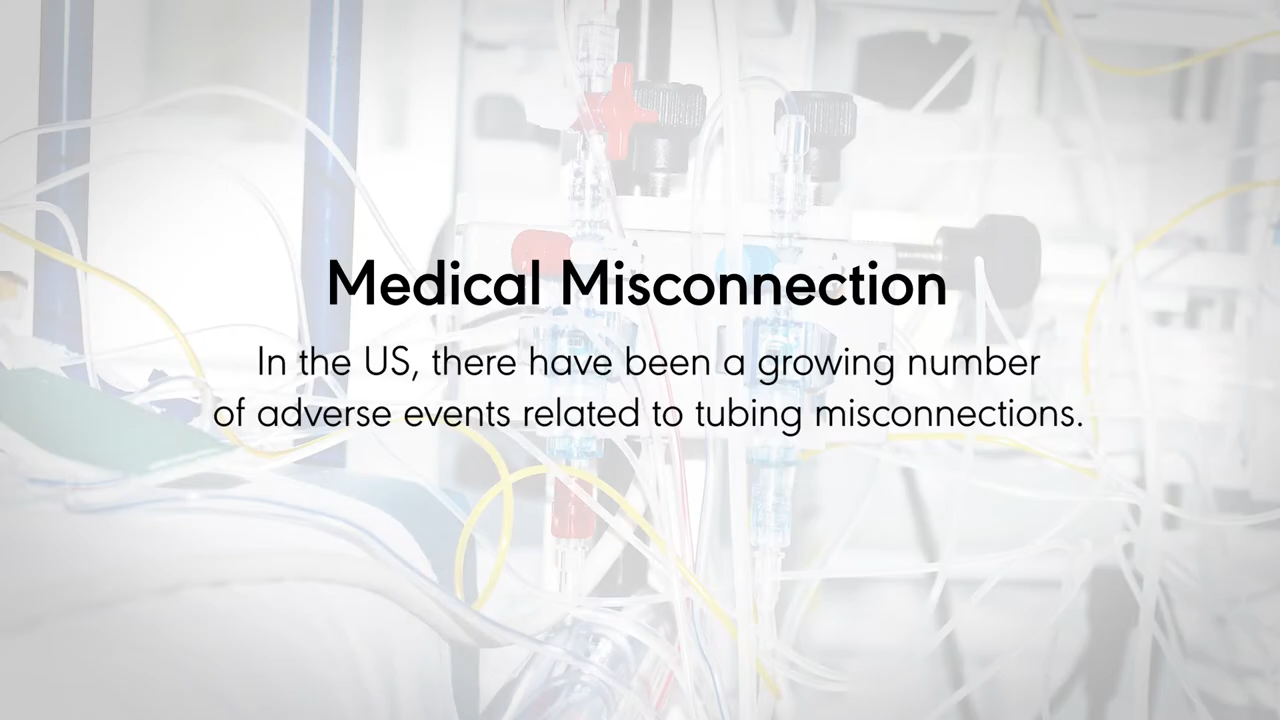 Medical Misconnection
In the US, there have been a growing number
of adverse events related to tubing misconnections.